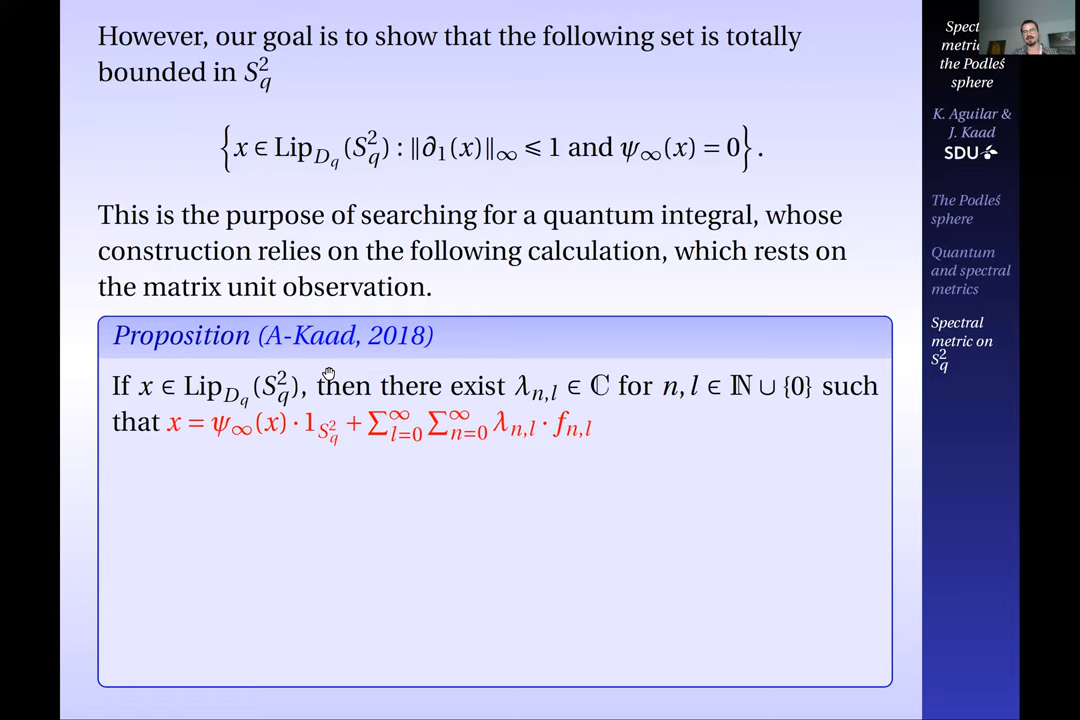 However, our goal is to show that the following set is totally
bounded in S_q^2
{x ∈ Lip_{D_q}(S_q^2) : ‖∂_1(x)‖_∞ ⩽ 1 and ψ_∞(x) = 0}.
This is the purpose of searching for a quantum integral, whose
construction relies on the following calculation, which rests on
the matrix unit observation.
Proposition (A-Kaad, 2018)
If x ∈ Lip_{D_q}(S_q^2), then there exist λ_{n,l} ∈ ℂ for n, l ∈ ℕ ∪ {0} such
that x = ψ_∞(x) · 1_{S_q^2} + ∑_{l=0}^∞ ∑_{n=0}^∞ λ_{n,l} · f_{n,l}
the Podleś
sphere
K. Aguilar &
J. Kaad
SDU
The Podleś
sphere
Quantum
and spectral
metrics
Spectral
metric on
S_q^2